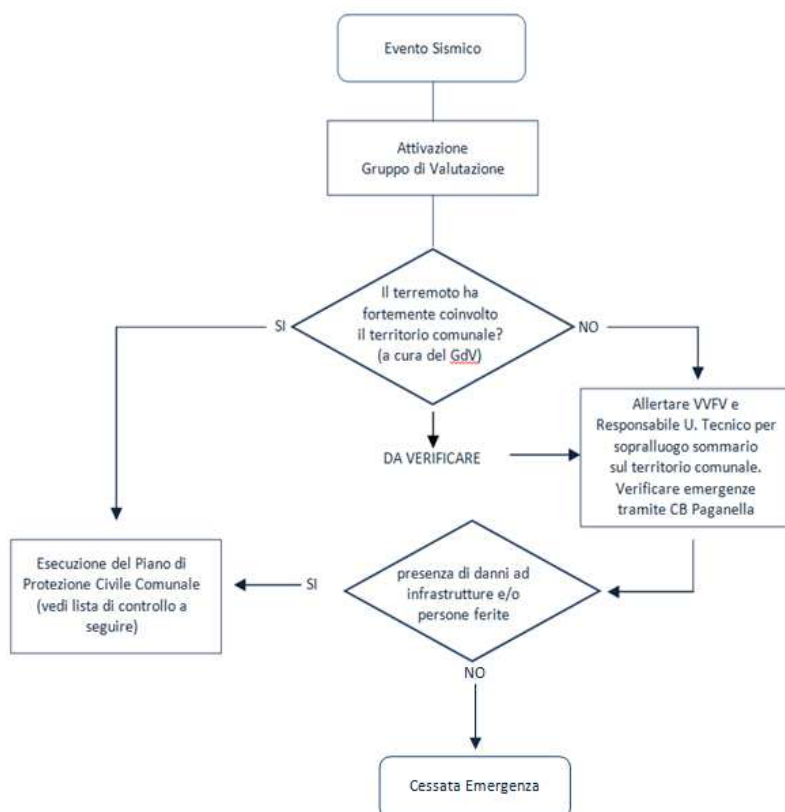 Evento Sismico
Attivazione
Gruppo di Valutazione
Il terremoto ha
fortemente coinvolto
il territorio comunale?
(a cura del GdV)
SI
NO
DA VERIFICARE
Allertare VVFV e
Responsabile U. Tecnico per
sopralluogo sommario
sul territorio comunale.
Verificare emergenze
tramite CB Paganella
Esecuzione del Piano di
Protezione Civile Comunale
(vedi lista di controllo a
seguire)
SI
presenza di danni ad
infrastrutture e/o
persone ferite
NO
Cessata Emergenza